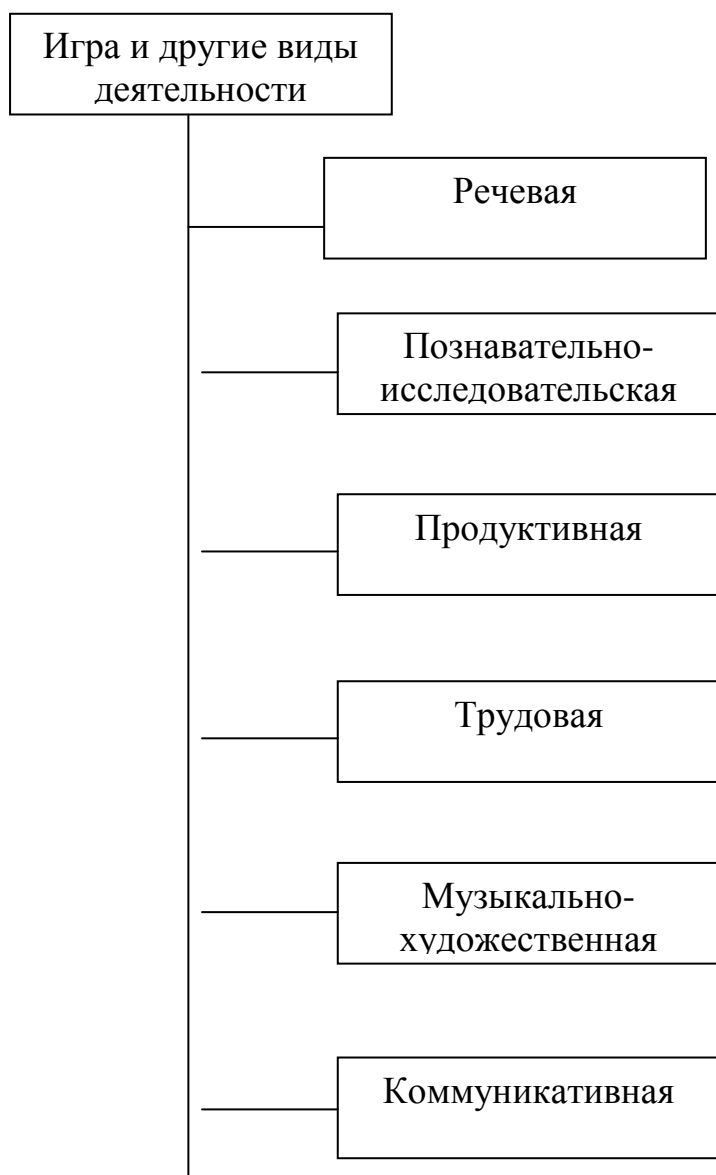 Игра и другие виды
деятельности
Речевая
Познавательно-
исследовательская
Продуктивная
Трудовая
Музыкально-
художественная
Коммуникативная